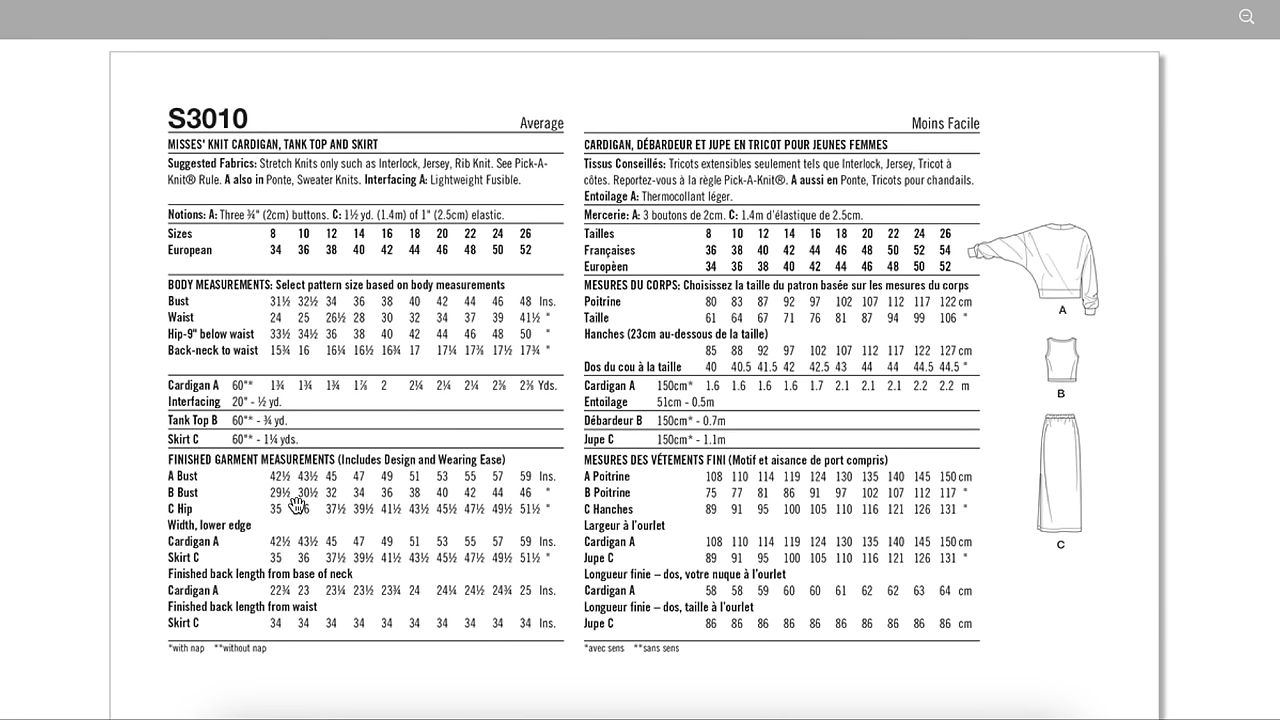 S3010
Average
MISSES' KNIT CARDIGAN, TANK TOP AND SKIRT
Suggested Fabrics: Stretch Knits only such as Interlock, Jersey, Rib Knit. See Pick-A-
Knit® Rule. A also in Ponte, Sweater Knits. Interfacing A: Lightweight Fusible.
Notions: A: Three ¾" (2cm) buttons. C: 1½ yd. (1.4m) of 1" (2.5cm) elastic.
Sizes 8 10 12 14 16 18 20 22 24 26
European 34 36 38 40 42 44 46 48 50 52
BODY MEASUREMENTS: Select pattern size based on body measurements
Bust 31½ 32½ 34 36 38 40 42 44 46 48 Ins.
Waist 24 25 26½ 28 30 32 34 37 39 41½ "
Hip-9" below waist 33½ 34½ 36 38 40 42 44 46 48 50 "
Back-neck to waist 15¾ 16 16¼ 16½ 16¾ 17 17¼ 17⅜ 17½ 17¾ "
Cardigan A 60"* 1¾ 1¾ 1¾ 1⅞ 2 2¼ 2¼ 2¼ 2⅜ 2⅜ Yds.
Interfacing 20" - ½ yd.
Tank Top B 60"* - ¾ yd.
Skirt C 60"* - 1¼ yds.
FINISHED GARMENT MEASUREMENTS (Includes Design and Wearing Ease)
A Bust 42½ 43½ 45 47 49 51 53 55 57 59 Ins.
B Bust 29½ 30½ 32 34 36 38 40 42 44 46 "
C Hip 35 37½ 39½ 41½ 43½ 45½ 47½ 49½ 51½ "
Width, lower edge
Cardigan A 42½ 43½ 45 47 49 51 53 55 57 59 Ins.
Skirt C 35 36 37½ 39½ 41½ 43½ 45½ 47½ 49½ 51½ "
Finished back length from base of neck
Cardigan A 22¾ 23 23¼ 23½ 23¾ 24 24¼ 24½ 24¾ 25 Ins.
Finished back length from waist
Skirt C 34 34 34 34 34 34 34 34 34 34 Ins.
*with nap **without nap
Moins Facile
CARDIGAN, DÉBARDEUR ET JUPE EN TRICOT POUR JEUNES FEMMES
Tissus Conseillés: Tricots extensibles seulement tels que Interlock, Jersey, Tricot à
côtes. Reportez-vous à la règle Pick-A-Knit®. A aussi en Ponte, Tricots pour chandails.
Entoilage A: Thermocollant léger.
Mercerie: A: 3 boutons de 2cm. C: 1.4m d'élastique de 2.5cm.
Tailles 8 10 12 14 16 18 20 22 24 26
Françaises 36 38 40 42 44 46 48 50 52 54
Europèen 34 36 38 40 42 44 46 48 50 52
MESURES DU CORPS: Choisissez la taille du patron basée sur les mesures du corps
Poitrine 80 83 87 92 97 102 107 112 117 122 cm
Taille 61 64 67 71 76 81 87 94 99 106 "
Hanches (23cm au-dessous de la taille)
85 88 92 97 102 107 112 117 122 127 cm
Dos du cou à la taille 40 40.5 41.5 42 42.5 43 44 44 44.5 44.5 "
Cardigan A 150cm* 1.6 1.6 1.6 1.6 1.7 2.1 2.1 2.1 2.2 2.2 m
Entoilage 51cm - 0.5m
Débardeur B 150cm* - 0.7m
Jupe C 150cm* - 1.1m
MESURES DES VÉTEMENTS FINI (Motif et aisance de port compris)
A Poitrine 108 110 114 119 124 130 135 140 145 150 cm
B Poitrine 75 77 81 86 91 97 102 107 112 117 "
C Hanches 89 91 95 100 105 110 116 121 126 131 "
Largeur à l'ourlet
Cardigan A 108 110 114 119 124 130 135 140 145 150 cm
Jupe C 89 91 95 100 105 110 116 121 126 131 "
Longueur finie – dos, votre nuque à l'ourlet
Cardigan A 58 58 59 60 60 61 62 62 63 64 cm
Longueur finie – dos, taille à l'ourlet
Jupe C 86 86 86 86 86 86 86 86 86 86 cm
*avec sens **sans sens
A
B
C